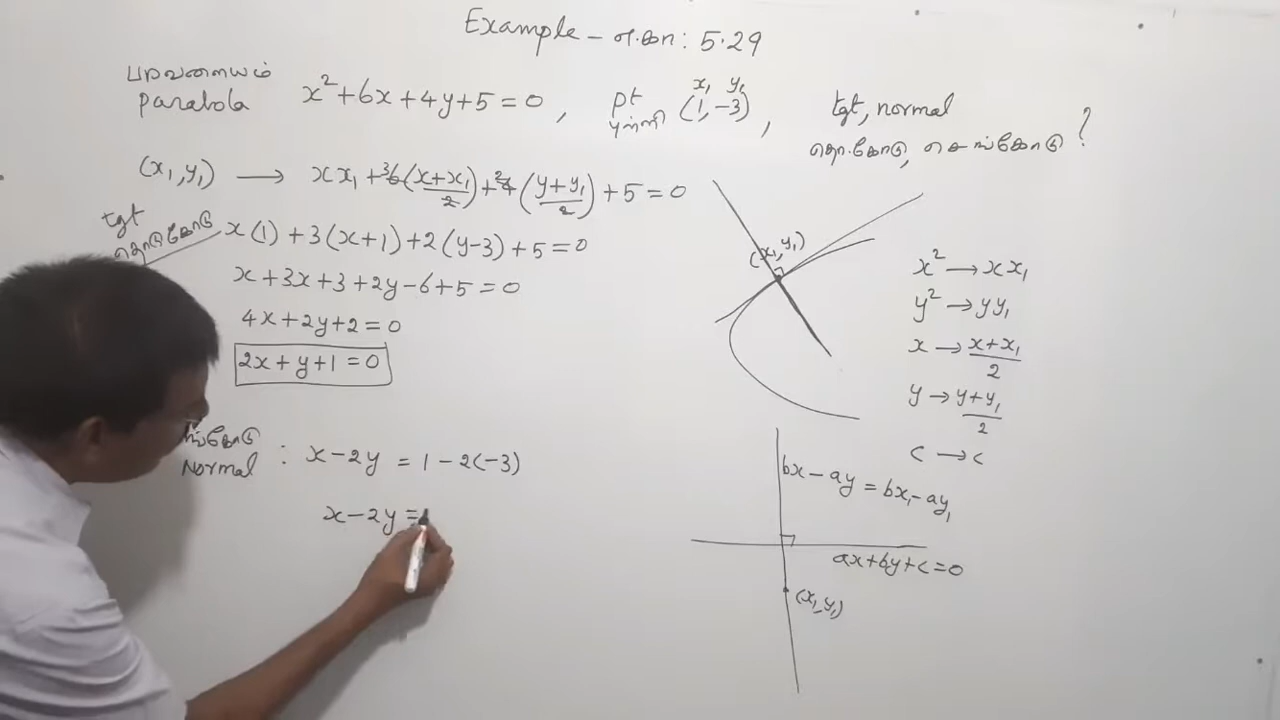 Example – எ.கா: 5.29
பரவளையம்
parabola x²+6x+4y+5=0, pt புள்ளி (1,-3), tgt, normal
x₁ y₁
தொ.கோடு, செங்கோடு ?
(x₁,y₁) → xx₁+³6(x+x₁)/2+²4(y+y₁)/2+5=0
tgt
தொடுகோடு x(1)+3(x+1)+2(y-3)+5=0
x+3x+3+2y-6+5=0
4x+2y+2=0
2x+y+1=0
ங்கோடு
Normal : x-2y = 1-2(-3)
x-2y =
(x₁,y₁)
x² → xx₁
y² → yy₁
x → (x+x₁)/2
y → (y+y₁)/2
c → c
bx-ay = bx₁-ay₁
ax+by+c=0
(x₁,y₁)